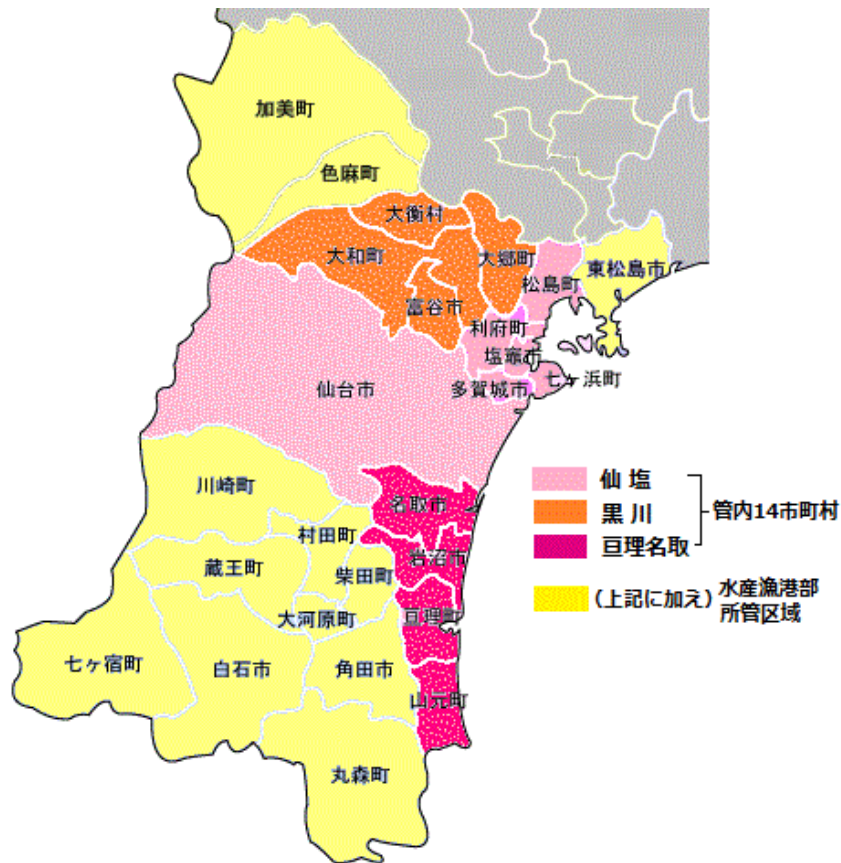 加美町
色麻町
大衡村
大和町
大郷町
東松島市
松島町
富谷市
利府町
塩竈市
七ヶ浜町
多賀城市
仙台市
川崎町
名取市
村田町
岩沼市
蔵王町
柴田町
大河原町
亘理町
七ヶ宿町
白石市
角田市
山元町
丸森町
仙 塩
黒 川
亘理名取
管内14市町村
(上記に加え) 水産漁港部
所管区域